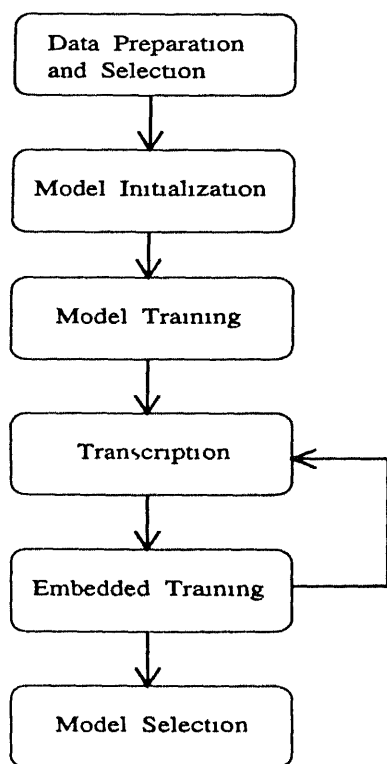 Data Preparation
and Selection
Model Initialization
Model Training
Transcription
Embedded Training
Model Selection